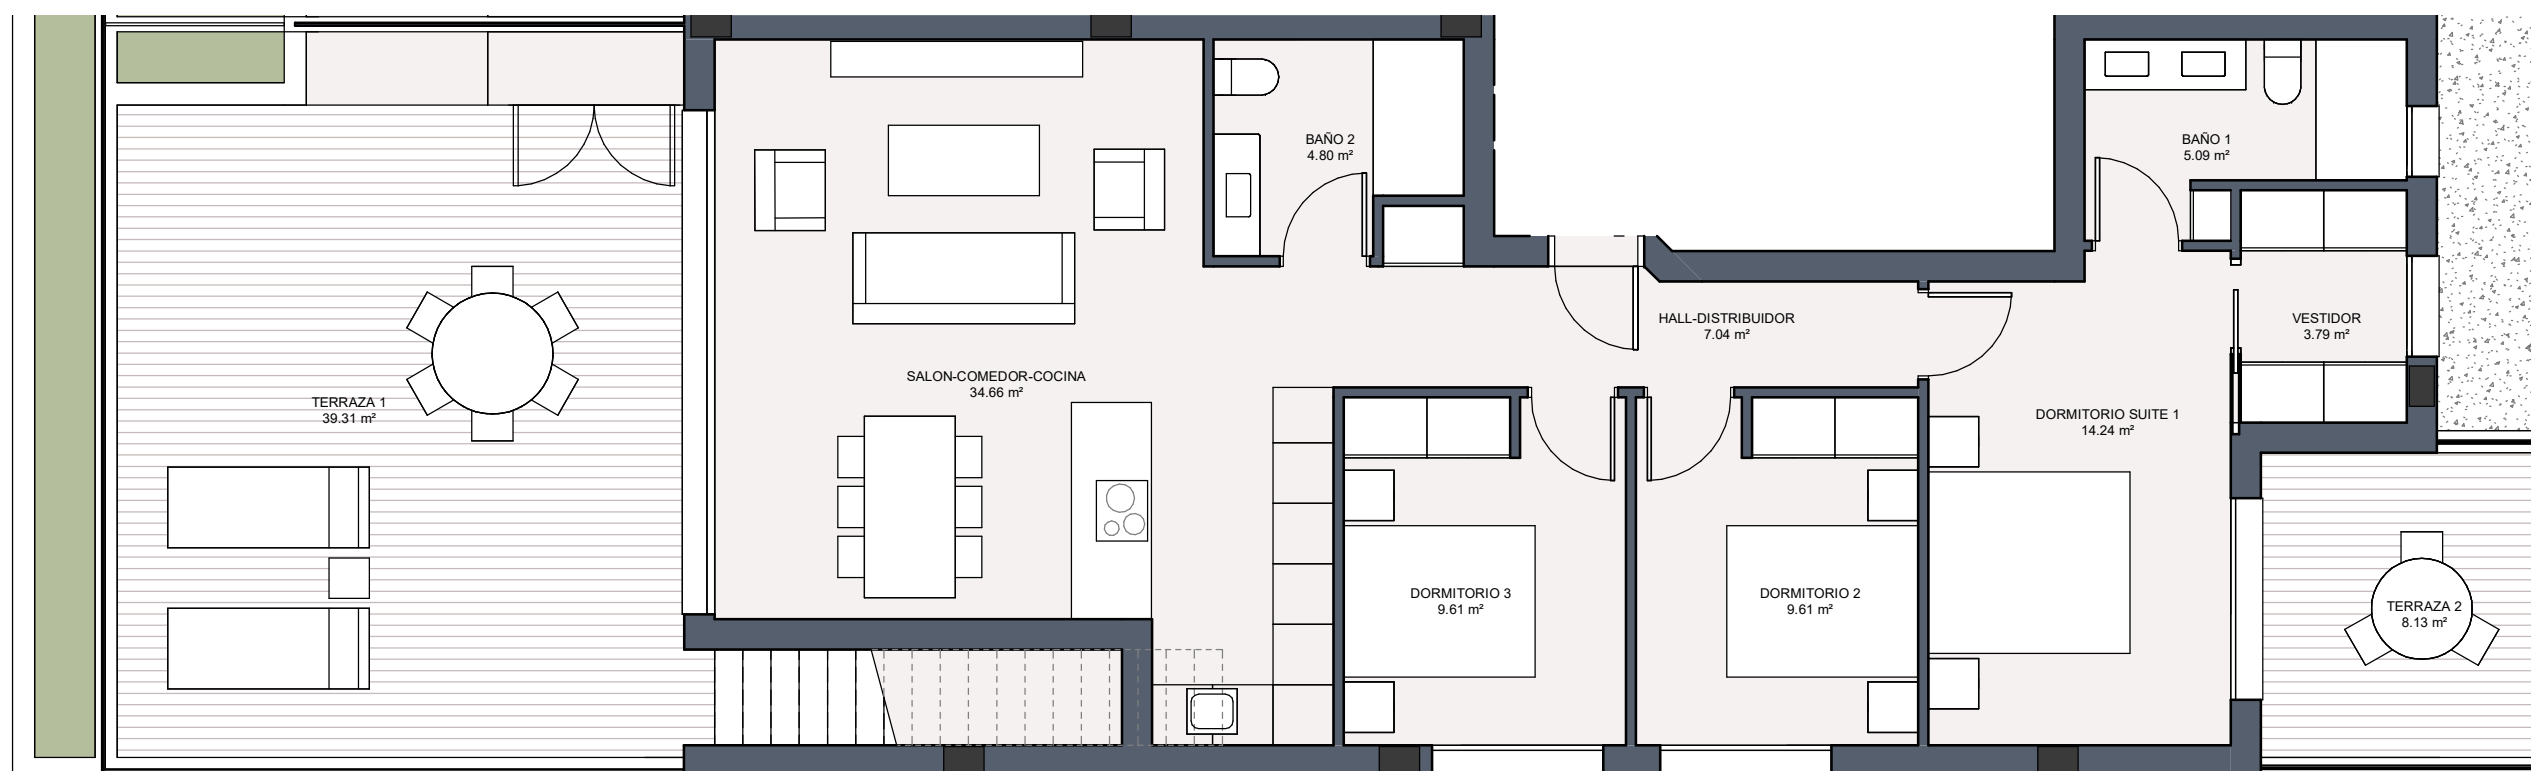 BAÑO 2
4.80 m²
BAÑO 1
5.09 m²
HALL-DISTRIBUIDOR
7.04 m²
VESTIDOR
3.79 m²
SALON-COMEDOR-COCINA
34.66 m²
TERRAZA 1
39.31 m²
DORMITORIO SUITE 1
14.24 m²
DORMITORIO 3
9.61 m²
DORMITORIO 2
9.61 m²
TERRAZA 2
8.13 m²